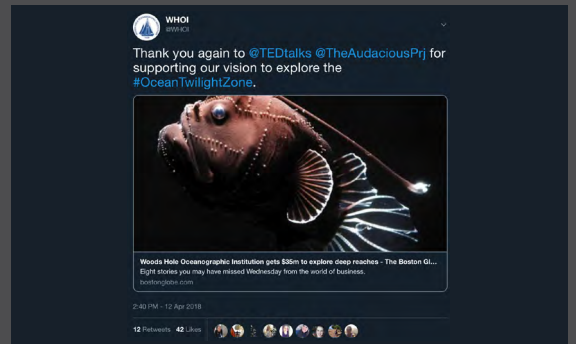 WHOI
@WHOI
Thank you again to @TEDtalks @TheAudaciousPrj for
supporting our vision to explore the
#OceanTwilightZone.
Woods Hole Oceanographic Institution gets $35m to explore deep reaches - The Boston Gl...
Eight stories you may have missed Wednesday from the world of business.
bostonglobe.com
2:40 PM - 12 Apr 2018
12 Retweets 42 Likes